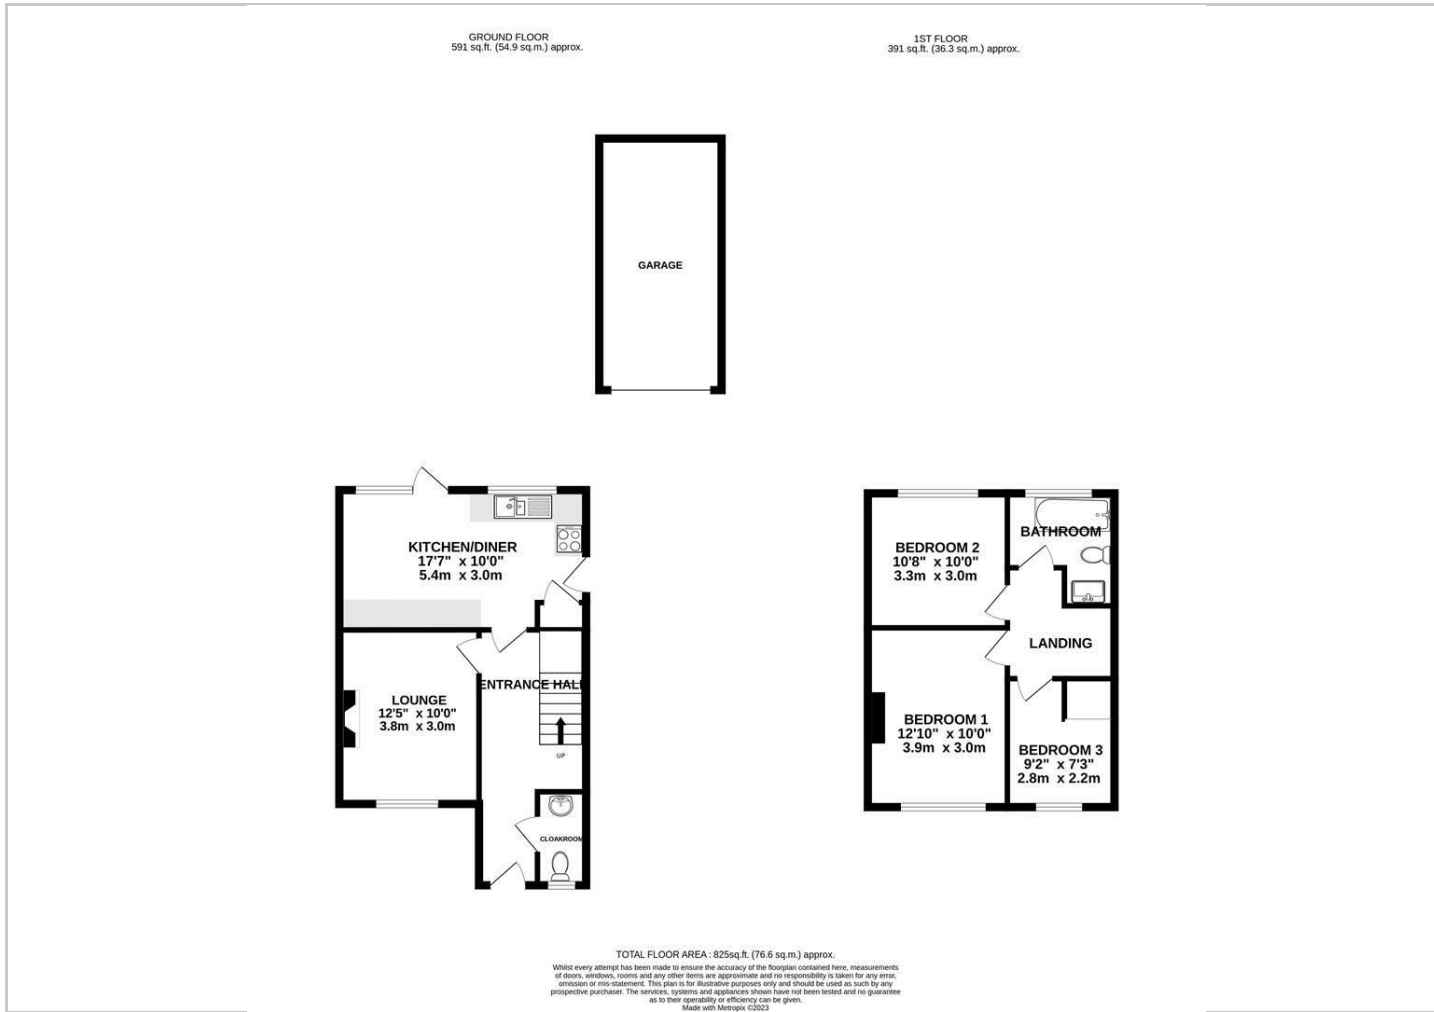 GROUND FLOOR
591 sq.ft. (54.9 sq.m.) approx.
1ST FLOOR
391 sq.ft. (36.3 sq.m.) approx.
GARAGE
KITCHEN/DINER
17'7" x 10'0"
5.4m x 3.0m
LOUNGE
12'5" x 10'0"
3.8m x 3.0m
ENTRANCE HALL
UP
CLOAKROOM
BEDROOM 2
10'8" x 10'0"
3.3m x 3.0m
BATHROOM
LANDING
BEDROOM 1
12'10" x 10'0"
3.9m x 3.0m
BEDROOM 3
9'2" x 7'3"
2.8m x 2.2m
TOTAL FLOOR AREA : 825sq.ft. (76.6 sq.m.) approx.
Whilst every attempt has been made to ensure the accuracy of the floorplan contained here, measurements
of doors, windows, rooms and any other items are approximate and no responsibility is taken for any error,
omission or mis-statement. This plan is for illustrative purposes only and should be used as such by any
prospective purchaser. The services, systems and appliances shown have not been tested and no guarantee
as to their operability or efficiency can be given.
Made with Metropix ©2023